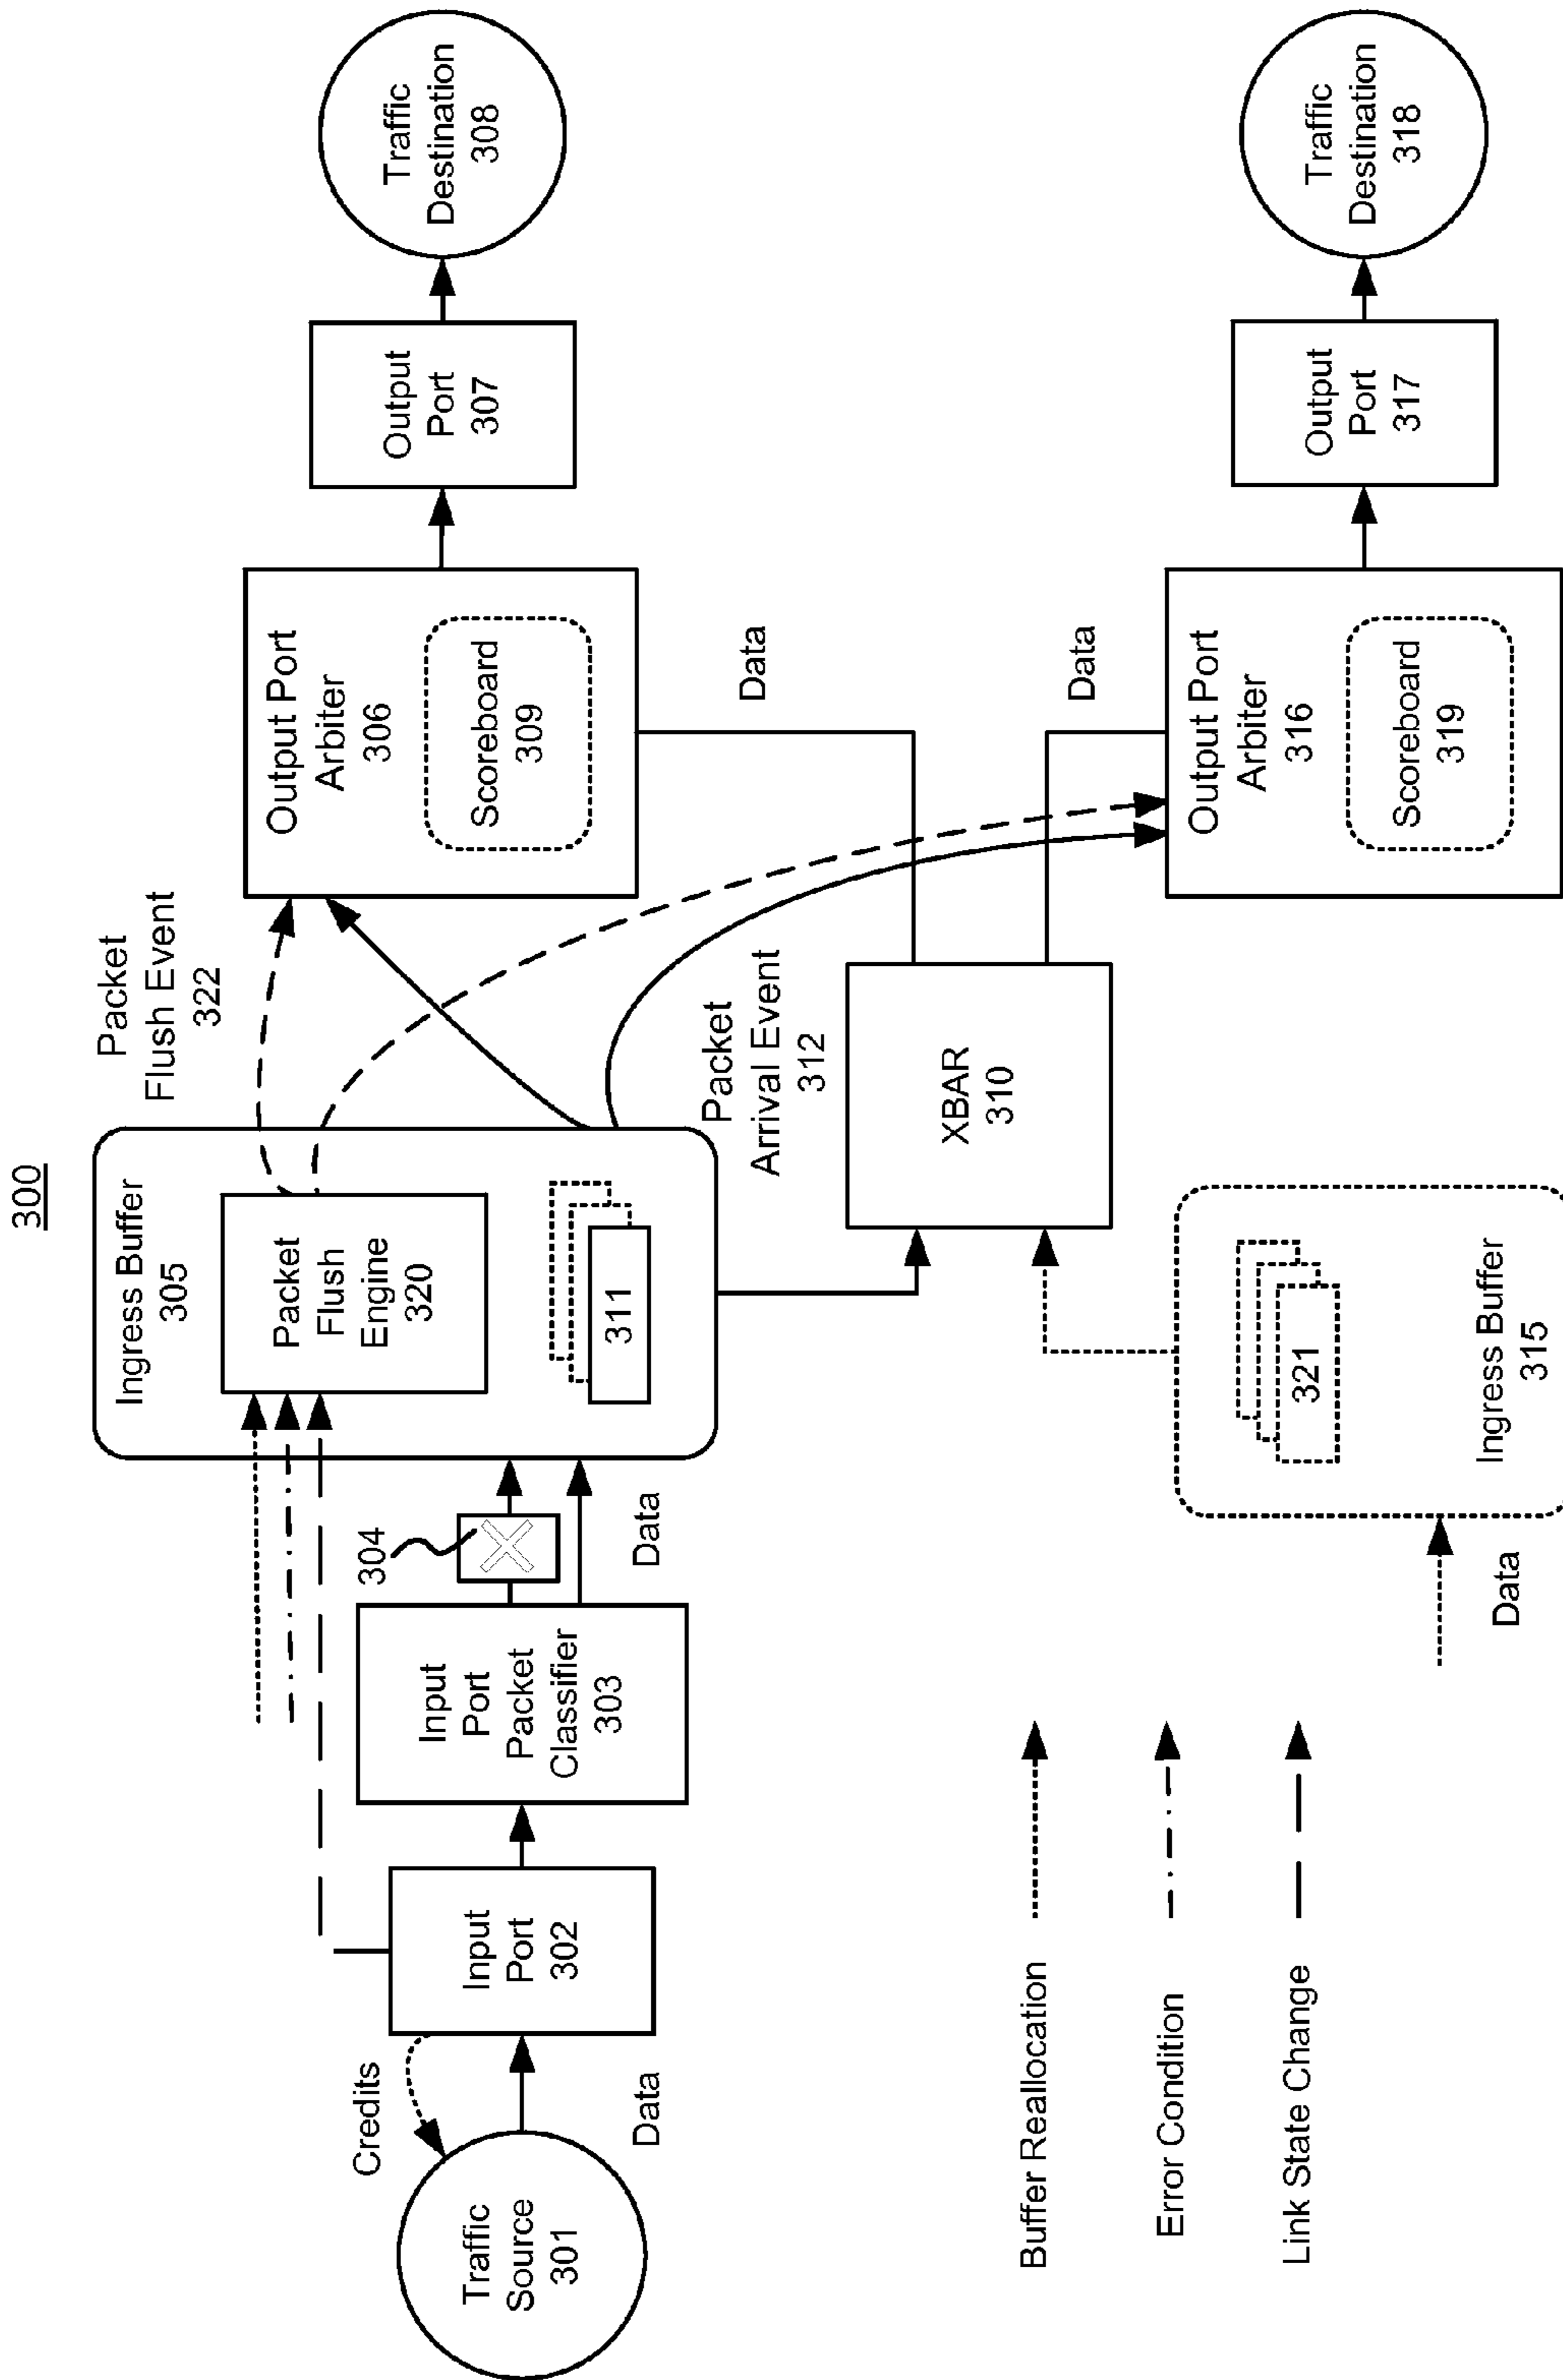 300
Traffic
Source
301
Credits
Data
Input
Port
302
Input
Port
Packet
Classifier
303
304
Data
Ingress Buffer
305
Packet
Flush
Engine
320
311
Packet
Flush Event
322
Packet
Arrival Event
312
Output Port
Arbiter
306
Scoreboard
309
Output
Port
307
Traffic
Destination
308
Data
XBAR
310
Data
Output Port
Arbiter
316
Scoreboard
319
Output
Port
317
Traffic
Destination
318
321
Ingress Buffer
315
Data
Buffer Reallocation
Error Condition
Link State Change